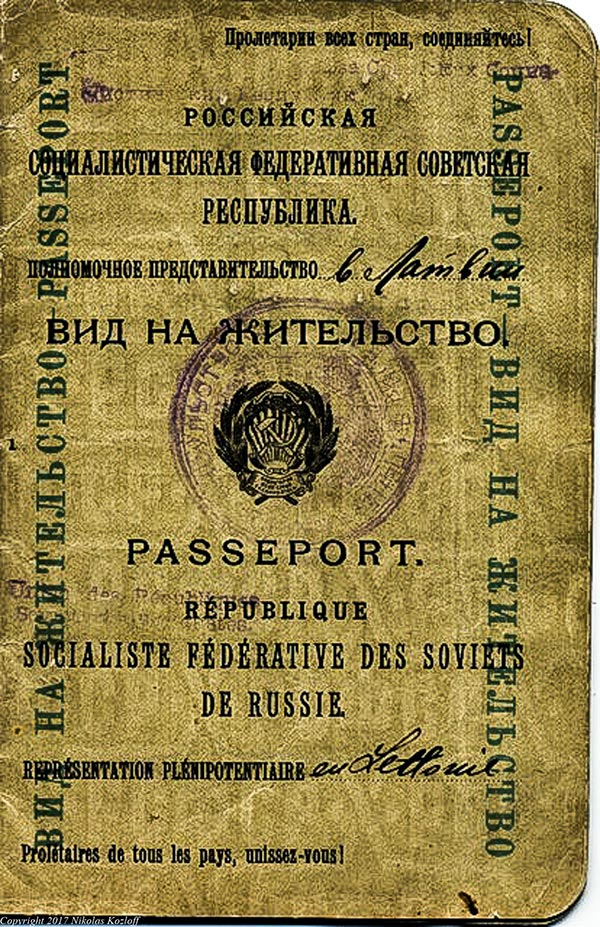 Пролетарии всех стран, соединяйтесь!
РОССИЙСКАЯ
СОЦИАЛИСТИЧЕСКАЯ ФЕДЕРАТИВНАЯ СОВЕТСКАЯ
РЕСПУБЛИКА.
ПОЛНОМОЧНОЕ ПРЕДСТАВИТЕЛЬСТВО в Латвии
ВИД НА ЖИТЕЛЬСТВО.
PASSEPORT.
des Républiques
RÉPUBLIQUE
SOCIALISTE FÉDÉRATIVE DES SOVIETS
DE RUSSIE.
REPRÉSENTATION PLÉNIPOTENTIAIRE en Lettonie
Prolétaires de tous les pays, unissez-vous!
ВИД НА ЖИТЕЛЬСТВО-PASSEPORT
PASSEPORT-ВИД НА ЖИТЕЛЬСТВО
Copyright 2017 Nikolas Kozloff